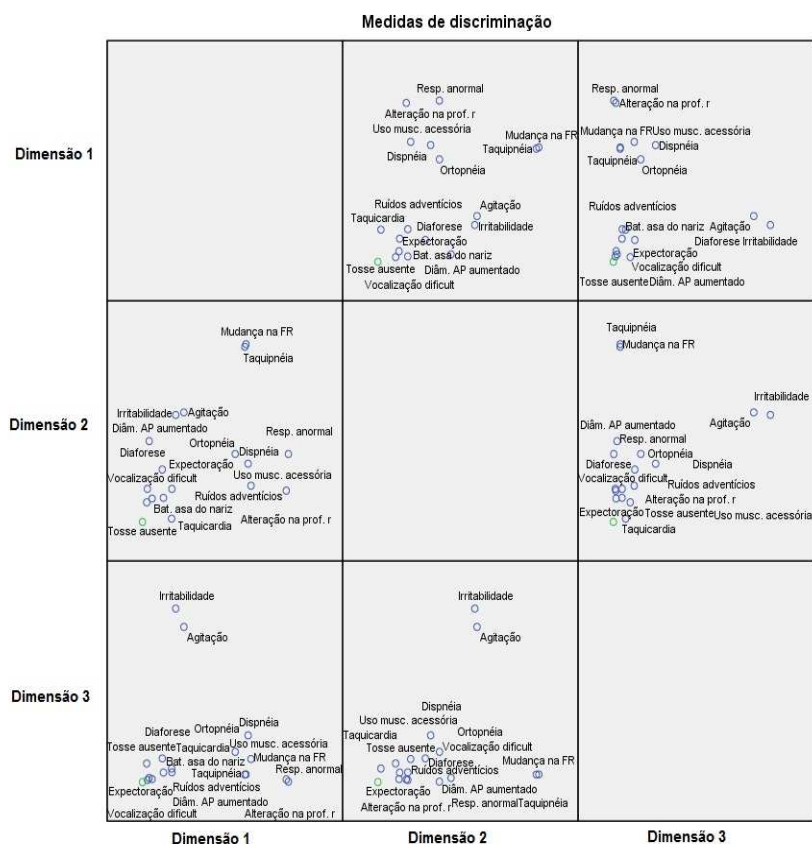 Medidas de discriminação
Resp. anormal
Alteração na prof. r
Uso musc. acessória
Mudança na FR
Dispnéia
Taquipnéia
Ortopnéia
Ruídos adventícios
Agitação
Taquicardia
Diaforese
Irritabilidade
Expectoração
Bat. asa do nariz
Tosse ausente
Diâm. AP aumentado
Vocalização dificult
Resp. anormal
Alteração na prof. r
Mudança na FR
Uso musc. acessória
Dispnéia
Taquipnéia
Ortopnéia
Ruídos adventícios
Bat. asa do nariz
Agitação
Diaforese
Irritabilidade
Expectoração
Vocalização dificult
Tosse ausente
Diâm. AP aumentado
Dimensão 1
Mudança na FR
Taquipnéia
Irritabilidade
Agitação
Diâm. AP aumentado
Ortopnéia
Resp. anormal
Diaforese
Dispnéia
Expectoração
Vocalização dificult
Uso musc. acessória
Ruídos adventícios
Bat. asa do nariz
Tosse ausente
Taquicardia
Alteração na prof. r
Taquipnéia
Mudança na FR
Irritabilidade
Agitação
Diâm. AP aumentado
Resp. anormal
Ortopnéia
Diaforese
Dispnéia
Vocalização dificult
Ruídos adventícios
Alteração na prof. r
Expectoração
Tosse ausente
Uso musc. acessória
Taquicardia
Dimensão 2
Irritabilidade
Agitação
Dispnéia
Diaforese
Ortopnéia
Tosse ausente
Taquicardia
Uso musc. acessória
Bat. asa do nariz
Mudança na FR
Taquipnéia
Resp. anormal
Expectoração
Ruídos adventícios
Diâm. AP aumentado
Vocalização dificult
Alteração na prof. r
Irritabilidade
Agitação
Dispnéia
Uso musc. acessória
Taquicardia
Ortopnéia
Tosse ausente
Vocalização dificult
Diaforese
Mudança na FR
Ruídos adventícios
Expectoração
Diâm. AP aumentado
Alteração na prof. r
Resp. anormal
Taquipnéia
Dimensão 3
Dimensão 1
Dimensão 2
Dimensão 3